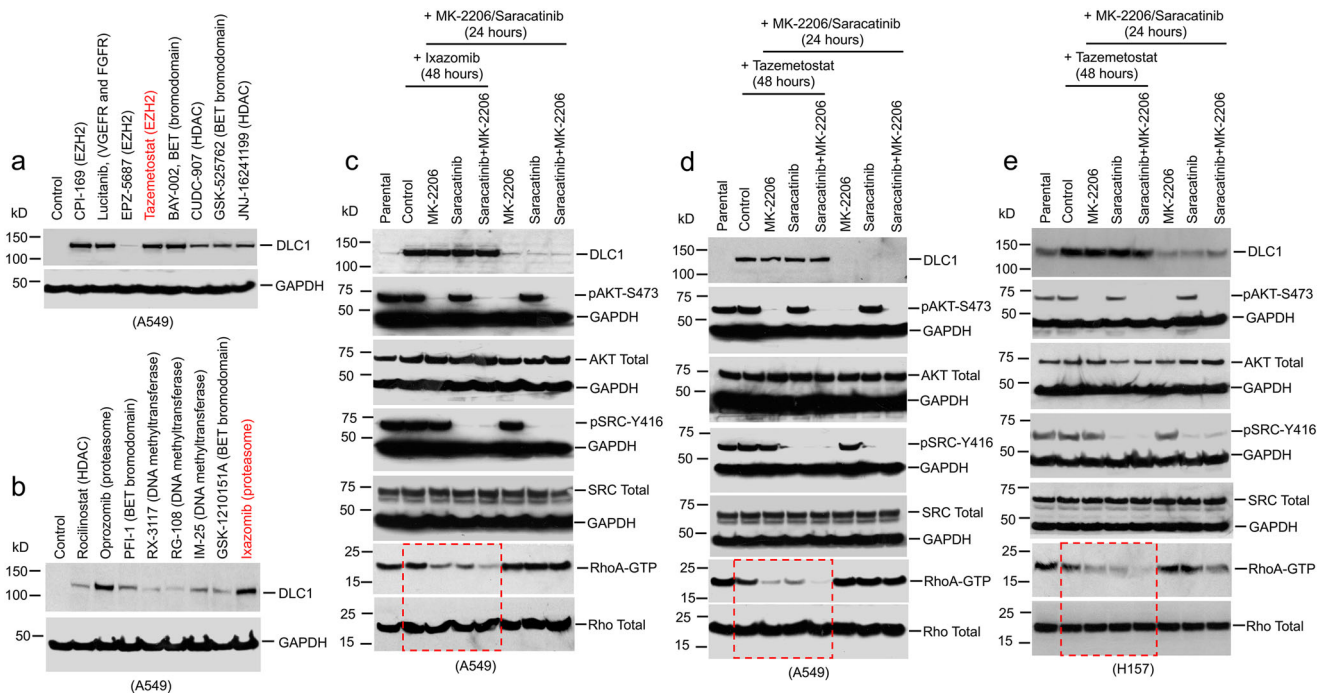 a
Control
CPI-169 (EZH2)
Lucitanib, (VGEFR and FGFR)
EPZ-5687 (EZH2)
Tazemetostat (EZH2)
BAY-002, BET (bromodomain)
CUDC-907 (HDAC)
GSK-525762 (BET bromodomain)
JNJ-16241199 (HDAC)
kD
150
100
DLC1
50
GAPDH
(A549)
b
Control
Rocilinostat (HDAC)
Oprozomib (proteasome)
PFI-1 (BET bromodomain)
RX-3117 (DNA methyltransferase)
RG-108 (DNA methyltransferase)
IM-25 (DNA methyltransferase)
GSK-1210151A (BET bromodomain)
Ixazomib (proteasome)
kD
150
100
DLC1
50
GAPDH
(A549)
c
+ MK-2206/Saracatinib
(24 hours)
+ Ixazomib
(48 hours)
Parental
Control
MK-2206
Saracatinib
Saracatinib+MK-2206
MK-2206
Saracatinib
Saracatinib+MK-2206
kD
150
100
DLC1
75
50
pAKT-S473
GAPDH
75
50
AKT Total
GAPDH
75
50
pSRC-Y416
GAPDH
75
50
SRC Total
GAPDH
25
15
RhoA-GTP
25
15
Rho Total
(A549)
d
+ MK-2206/Saracatinib
(24 hours)
+ Tazemetostat
(48 hours)
Parental
Control
MK-2206
Saracatinib
Saracatinib+MK-2206
MK-2206
Saracatinib
Saracatinib+MK-2206
kD
150
100
DLC1
75
50
pAKT-S473
GAPDH
75
50
AKT Total
GAPDH
75
50
pSRC-Y416
GAPDH
75
50
SRC Total
GAPDH
25
15
RhoA-GTP
25
15
Rho Total
(A549)
e
+ MK-2206/Saracatinib
(24 hours)
+ Tazemetostat
(48 hours)
Parental
Control
MK-2206
Saracatinib
Saracatinib+MK-2206
MK-2206
Saracatinib
Saracatinib+MK-2206
kD
150
100
DLC1
75
50
pAKT-S473
GAPDH
75
50
AKT Total
GAPDH
75
50
pSRC-Y416
GAPDH
75
50
SRC Total
GAPDH
25
15
RhoA-GTP
25
15
Rho Total
(H157)